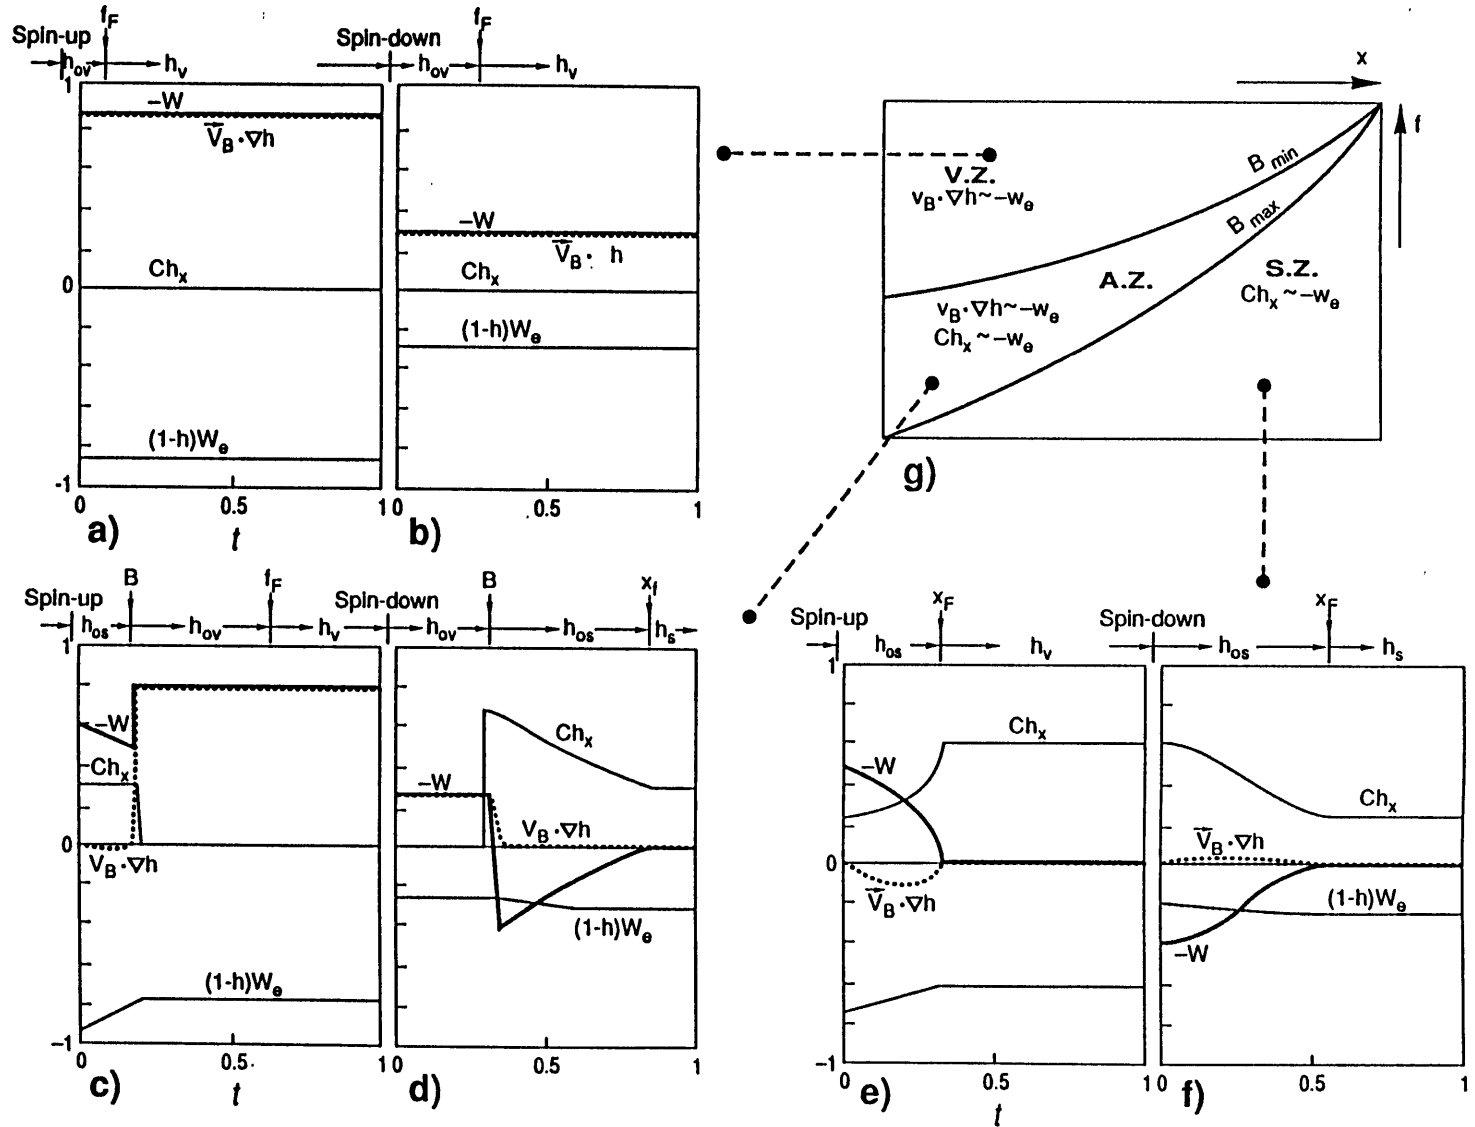 Spin-up
f_F
h_ov
h_v
Spin-down
f_F
h_ov
h_v
1
–W
V_B·∇h
Ch_x
0
(1-h)W_e
-1
0
0.5
1
a)
t
–W
V_B· h
Ch_x
(1-h)W_e
0
0.5
1
b)
x
f
B min
B max
V.Z.
v_B·∇h~–w_e
A.Z.
v_B·∇h~–w_e
Ch_x~–w_e
S.Z.
Ch_x~–w_e
g)
Spin-up
B
f_F
h_os
h_ov
h_v
Spin-down
B
x_f
h_ov
h_os
h_s
1
–W
Ch_x
0
V_B·∇h
(1-h)W_e
–1
0
0.5
1
c)
t
–W
Ch_x
V_B·∇h
(1-h)W_e
0
0.5
1
d)
Spin-up
x_F
h_os
h_v
Spin-down
x_F
h_os
h_s
1
–W
Ch_x
0
V_B·∇h
–1
0
0.5
1
e)
t
Ch_x
V_B·∇h
(1-h)W_e
–W
0
0.5
1
f)